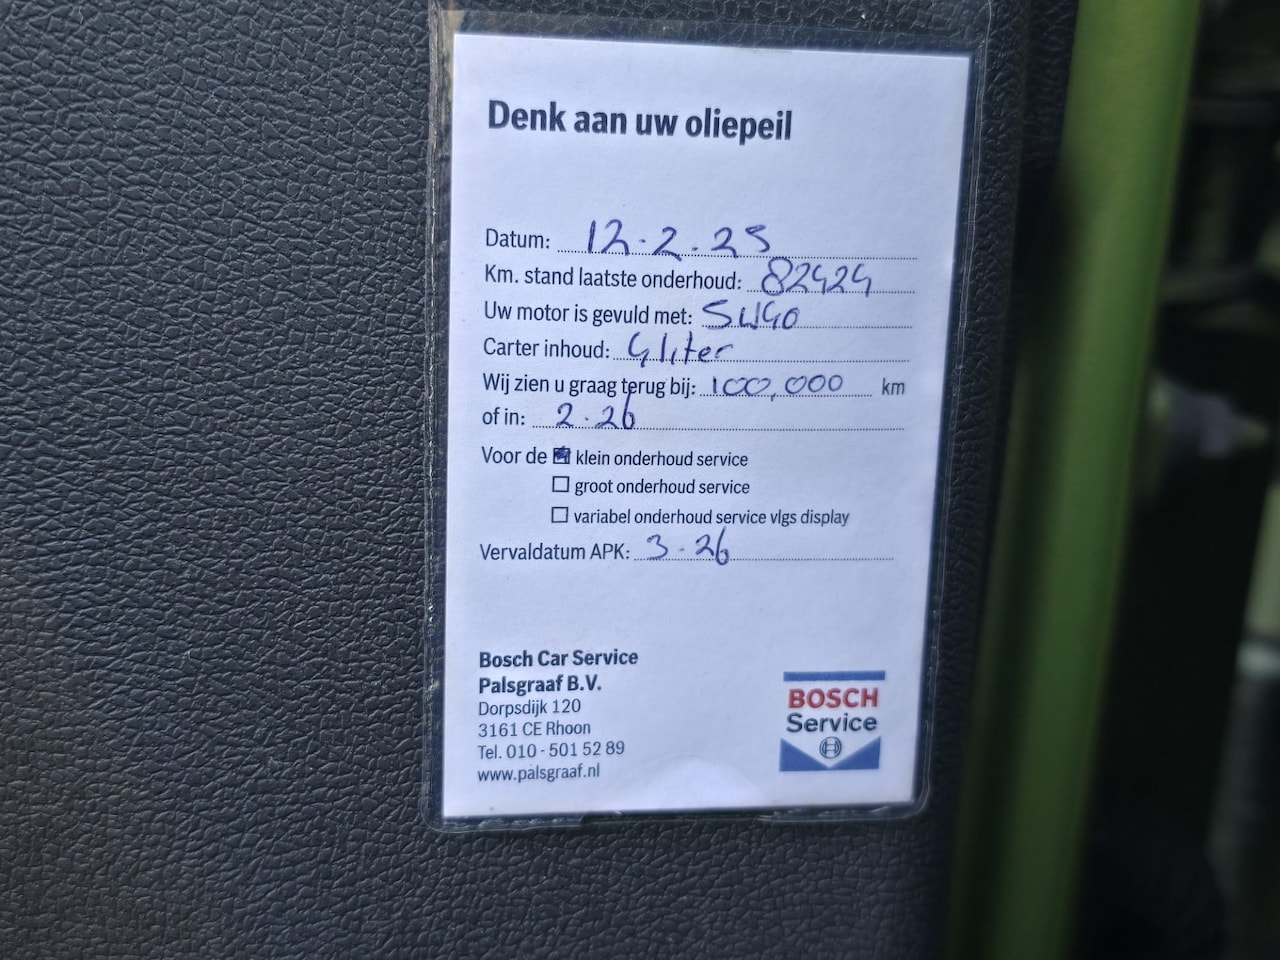 Denk aan uw oliepeil
Datum: 12.2.25
Km. stand laatste onderhoud: 82424
Uw motor is gevuld met: 5W40
Carter inhoud: 4 liter
Wij zien u graag terug bij: 100,000 km
of in: 2.26
Voor de klein onderhoud service
groot onderhoud service
variabel onderhoud service vlgs display
Vervaldatum APK: 3-26
Bosch Car Service
Palsgraaf B.V.
Dorpsdijk 120
3161 CE Rhoon
Tel. 010 - 501 52 89
www.palsgraaf.nl
BOSCH
Service